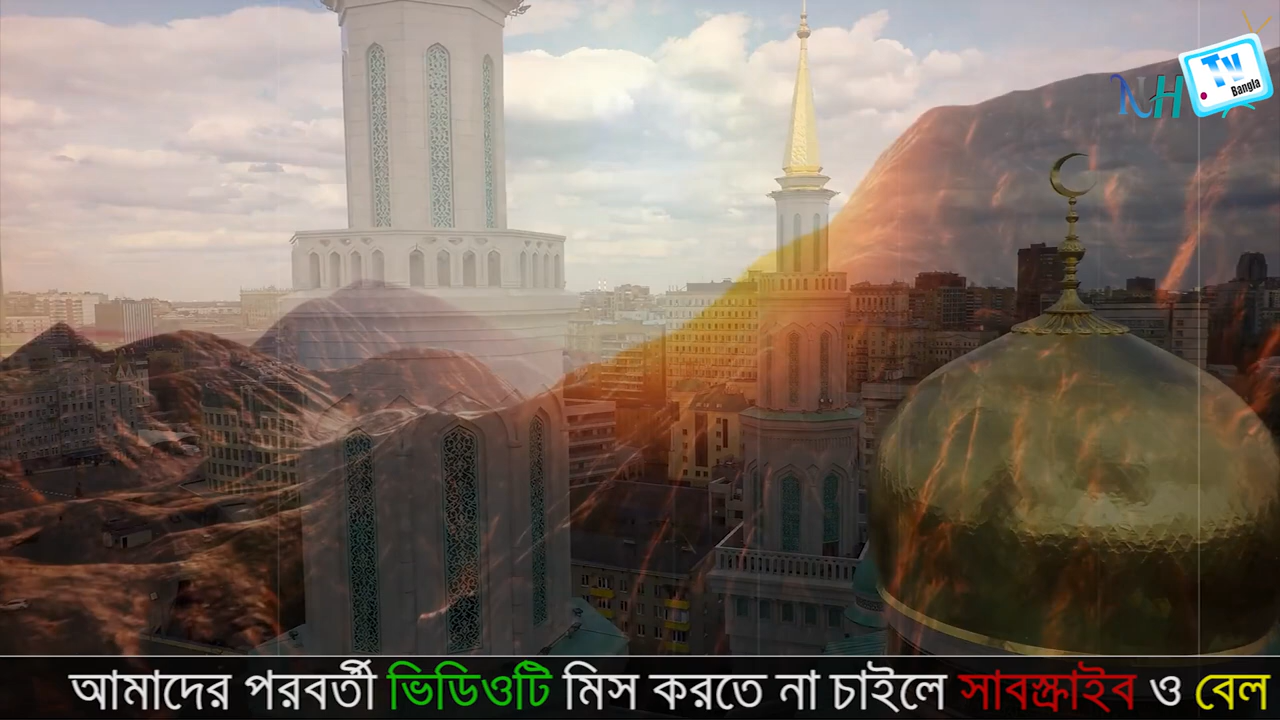 NH
Tv
Bangla
আমাদের পরবর্তী ভিডিওটি মিস করতে না চাইলে সাবস্ক্রাইব ও বেল